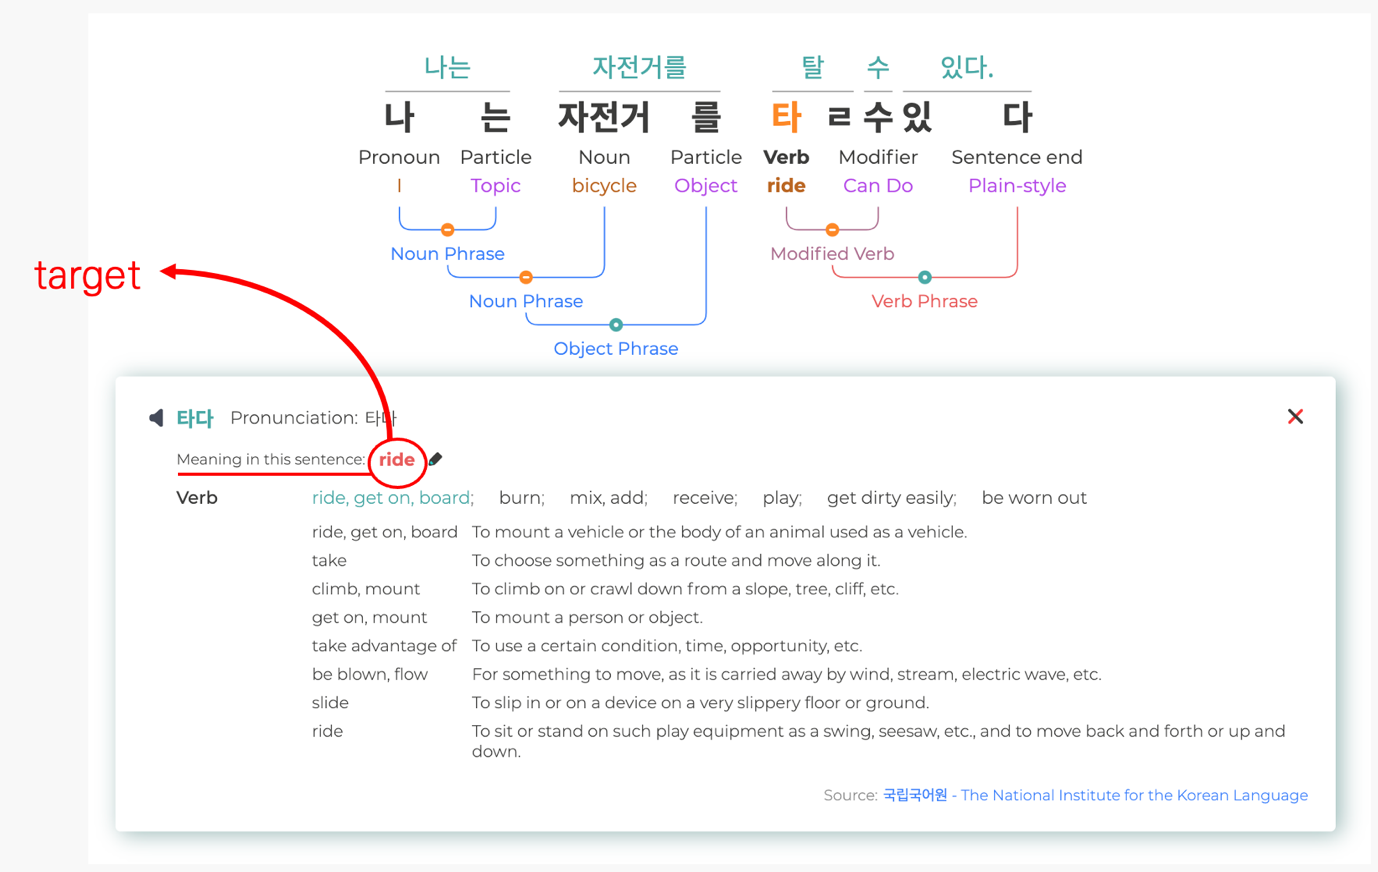 나는 자전거를 탈 수 있다.
나 는 자전거 를 타 ㄹ 수 있 다
Pronoun Particle Noun Particle Verb Modifier Sentence end
I Topic bicycle Object ride Can Do Plain-style
Noun Phrase Modified Verb
target
Noun Phrase Verb Phrase
Object Phrase
타다 Pronunciation: 타다
Meaning in this sentence: ride
Verb ride, get on, board; burn; mix, add; receive; play; get dirty easily; be worn out
ride, get on, board To mount a vehicle or the body of an animal used as a vehicle.
take To choose something as a route and move along it.
climb, mount To climb on or crawl down from a slope, tree, cliff, etc.
get on, mount To mount a person or object.
take advantage of To use a certain condition, time, opportunity, etc.
be blown, flow For something to move, as it is carried away by wind, stream, electric wave, etc.
slide To slip in or on a device on a very slippery floor or ground.
ride To sit or stand on such play equipment as a swing, seesaw, etc., and to move back and forth or up and
down.
Source: 국립국어원 - The National Institute for the Korean Language